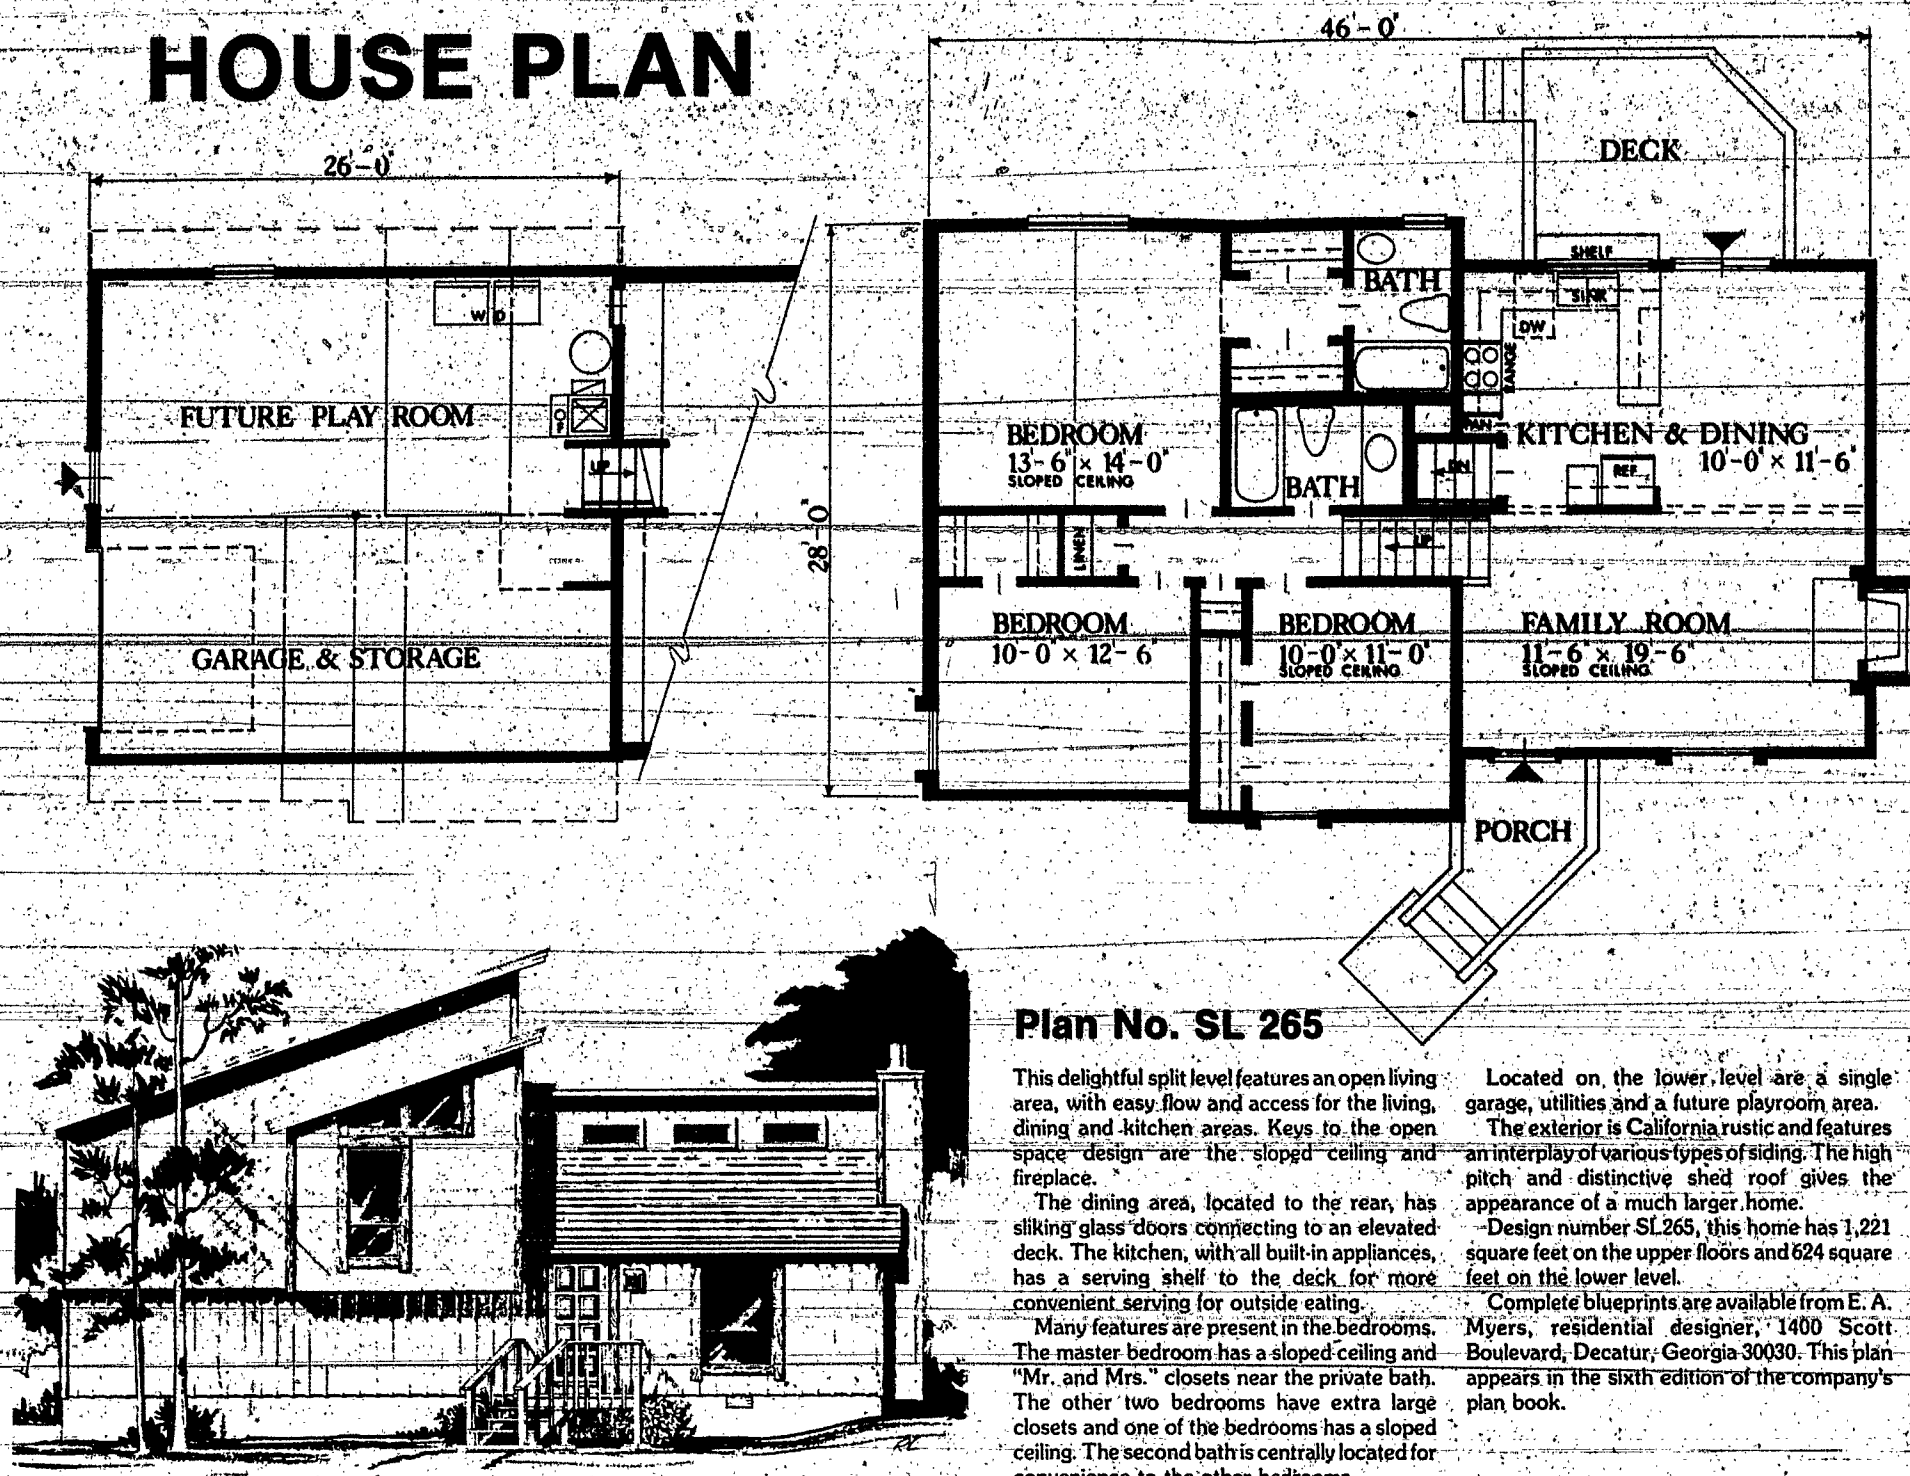 HOUSE PLAN
26'-0"
FUTURE PLAY ROOM
W D
UP
GARAGE & STORAGE
46'-0"
28'-0"
DECK
SHELF
SINK
DW
RANGE
PAN
BATH
KITCHEN & DINING
10'-0" × 11'-6"
REF.
BEDROOM
13'-6" × 14'-0"
SLOPED CEILING
BATH
DN
LINEN
UP
BEDROOM
10'-0" × 12'-6"
BEDROOM
10'-0" × 11'-0"
SLOPED CEILING
FAMILY ROOM
11'-6" × 19'-6"
SLOPED CEILING
PORCH
Plan No. SL 265
This delightful split level features an open living
area, with easy flow and access for the living,
dining and kitchen areas. Keys to the open
space design are the sloped ceiling and
fireplace.
The dining area, located to the rear, has
sliking glass doors connecting to an elevated
deck. The kitchen, with all built-in appliances,
has a serving shelf to the deck for more
convenient serving for outside eating.
Many features are present in the bedrooms.
The master bedroom has a sloped ceiling and
"Mr. and Mrs." closets near the private bath.
The other two bedrooms have extra large
closets and one of the bedrooms has a sloped
ceiling. The second bath is centrally located for
convenience to the other bedrooms.
Located on the lower level are a single
garage, utilities and a future playroom area.
The exterior is California rustic and features
an interplay of various types of siding. The high
pitch and distinctive shed roof gives the
appearance of a much larger home.
Design number SL265, this home has 1,221
square feet on the upper floors and 624 square
feet on the lower level.
Complete blueprints are available from E. A.
Myers, residential designer, 1400 Scott
Boulevard, Decatur, Georgia 30030. This plan
appears in the sixth edition of the company's
plan book.